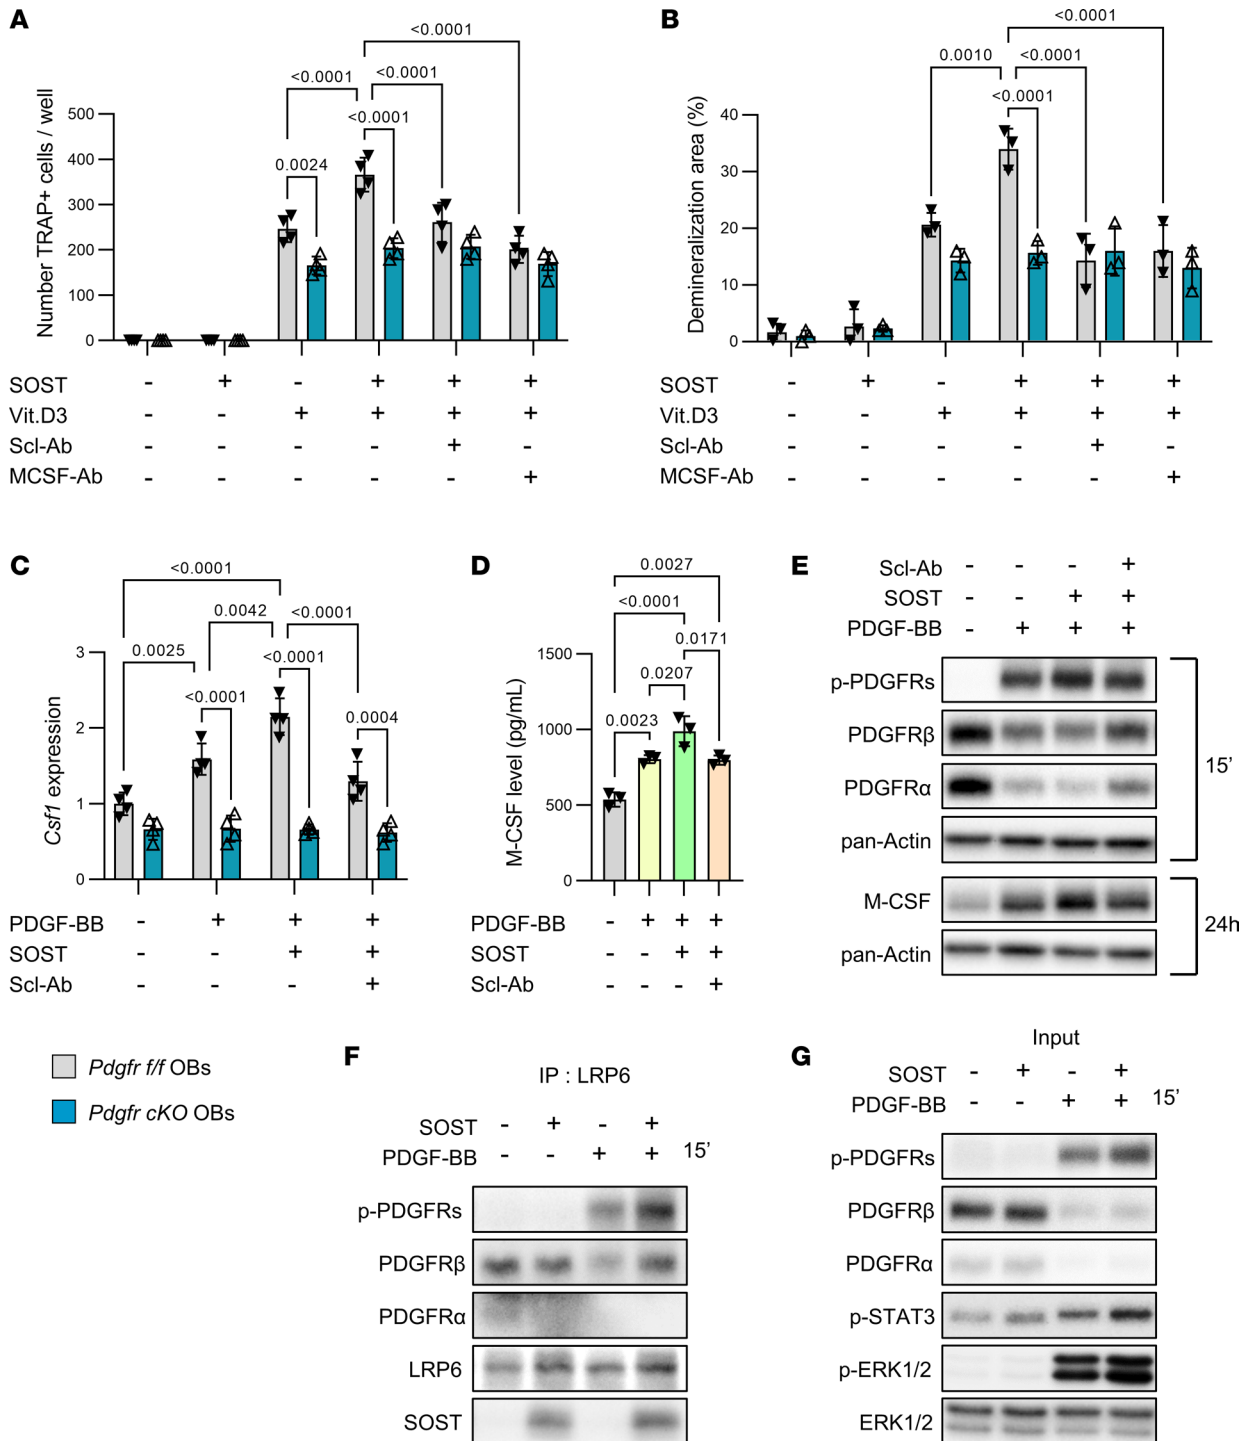 A
Number TRAP+ cells / well
500
400
300
200
100
0
0.0024
<0.0001
<0.0001
<0.0001
<0.0001
SOST - + - + + +
Vit.D3 - - + + + +
Scl-Ab - - - - + -
MCSF-Ab - - - - - +
B
Demineralization area (%)
40
30
20
10
0
0.0010
<0.0001
<0.0001
<0.0001
SOST - + - + + +
Vit.D3 - - + + + +
Scl-Ab - - - - + -
MCSF-Ab - - - - - +
C
Csf1 expression
3
2
1
0
<0.0001
0.0042
<0.0001
0.0025
<0.0001
<0.0001
0.0004
PDGF-BB - + + +
SOST - - + +
Scl-Ab - - - +
D
M-CSF level (pg/mL)
1500
1000
500
0
0.0027
<0.0001
0.0171
0.0207
0.0023
PDGF-BB - + + +
SOST - - + +
Scl-Ab - - - +
E
Scl-Ab - - - +
SOST - - + +
PDGF-BB - + + +
p-PDGFRs
PDGFRβ
PDGFRα
pan-Actin
15’
M-CSF
pan-Actin
24h
Pdgfr f/f OBs
Pdgfr cKO OBs
F
IP : LRP6
SOST - + - +
PDGF-BB - - + + 15’
p-PDGFRs
PDGFRβ
PDGFRα
LRP6
SOST
G
Input
SOST - + - +
PDGF-BB - - + + 15’
p-PDGFRs
PDGFRβ
PDGFRα
p-STAT3
p-ERK1/2
ERK1/2